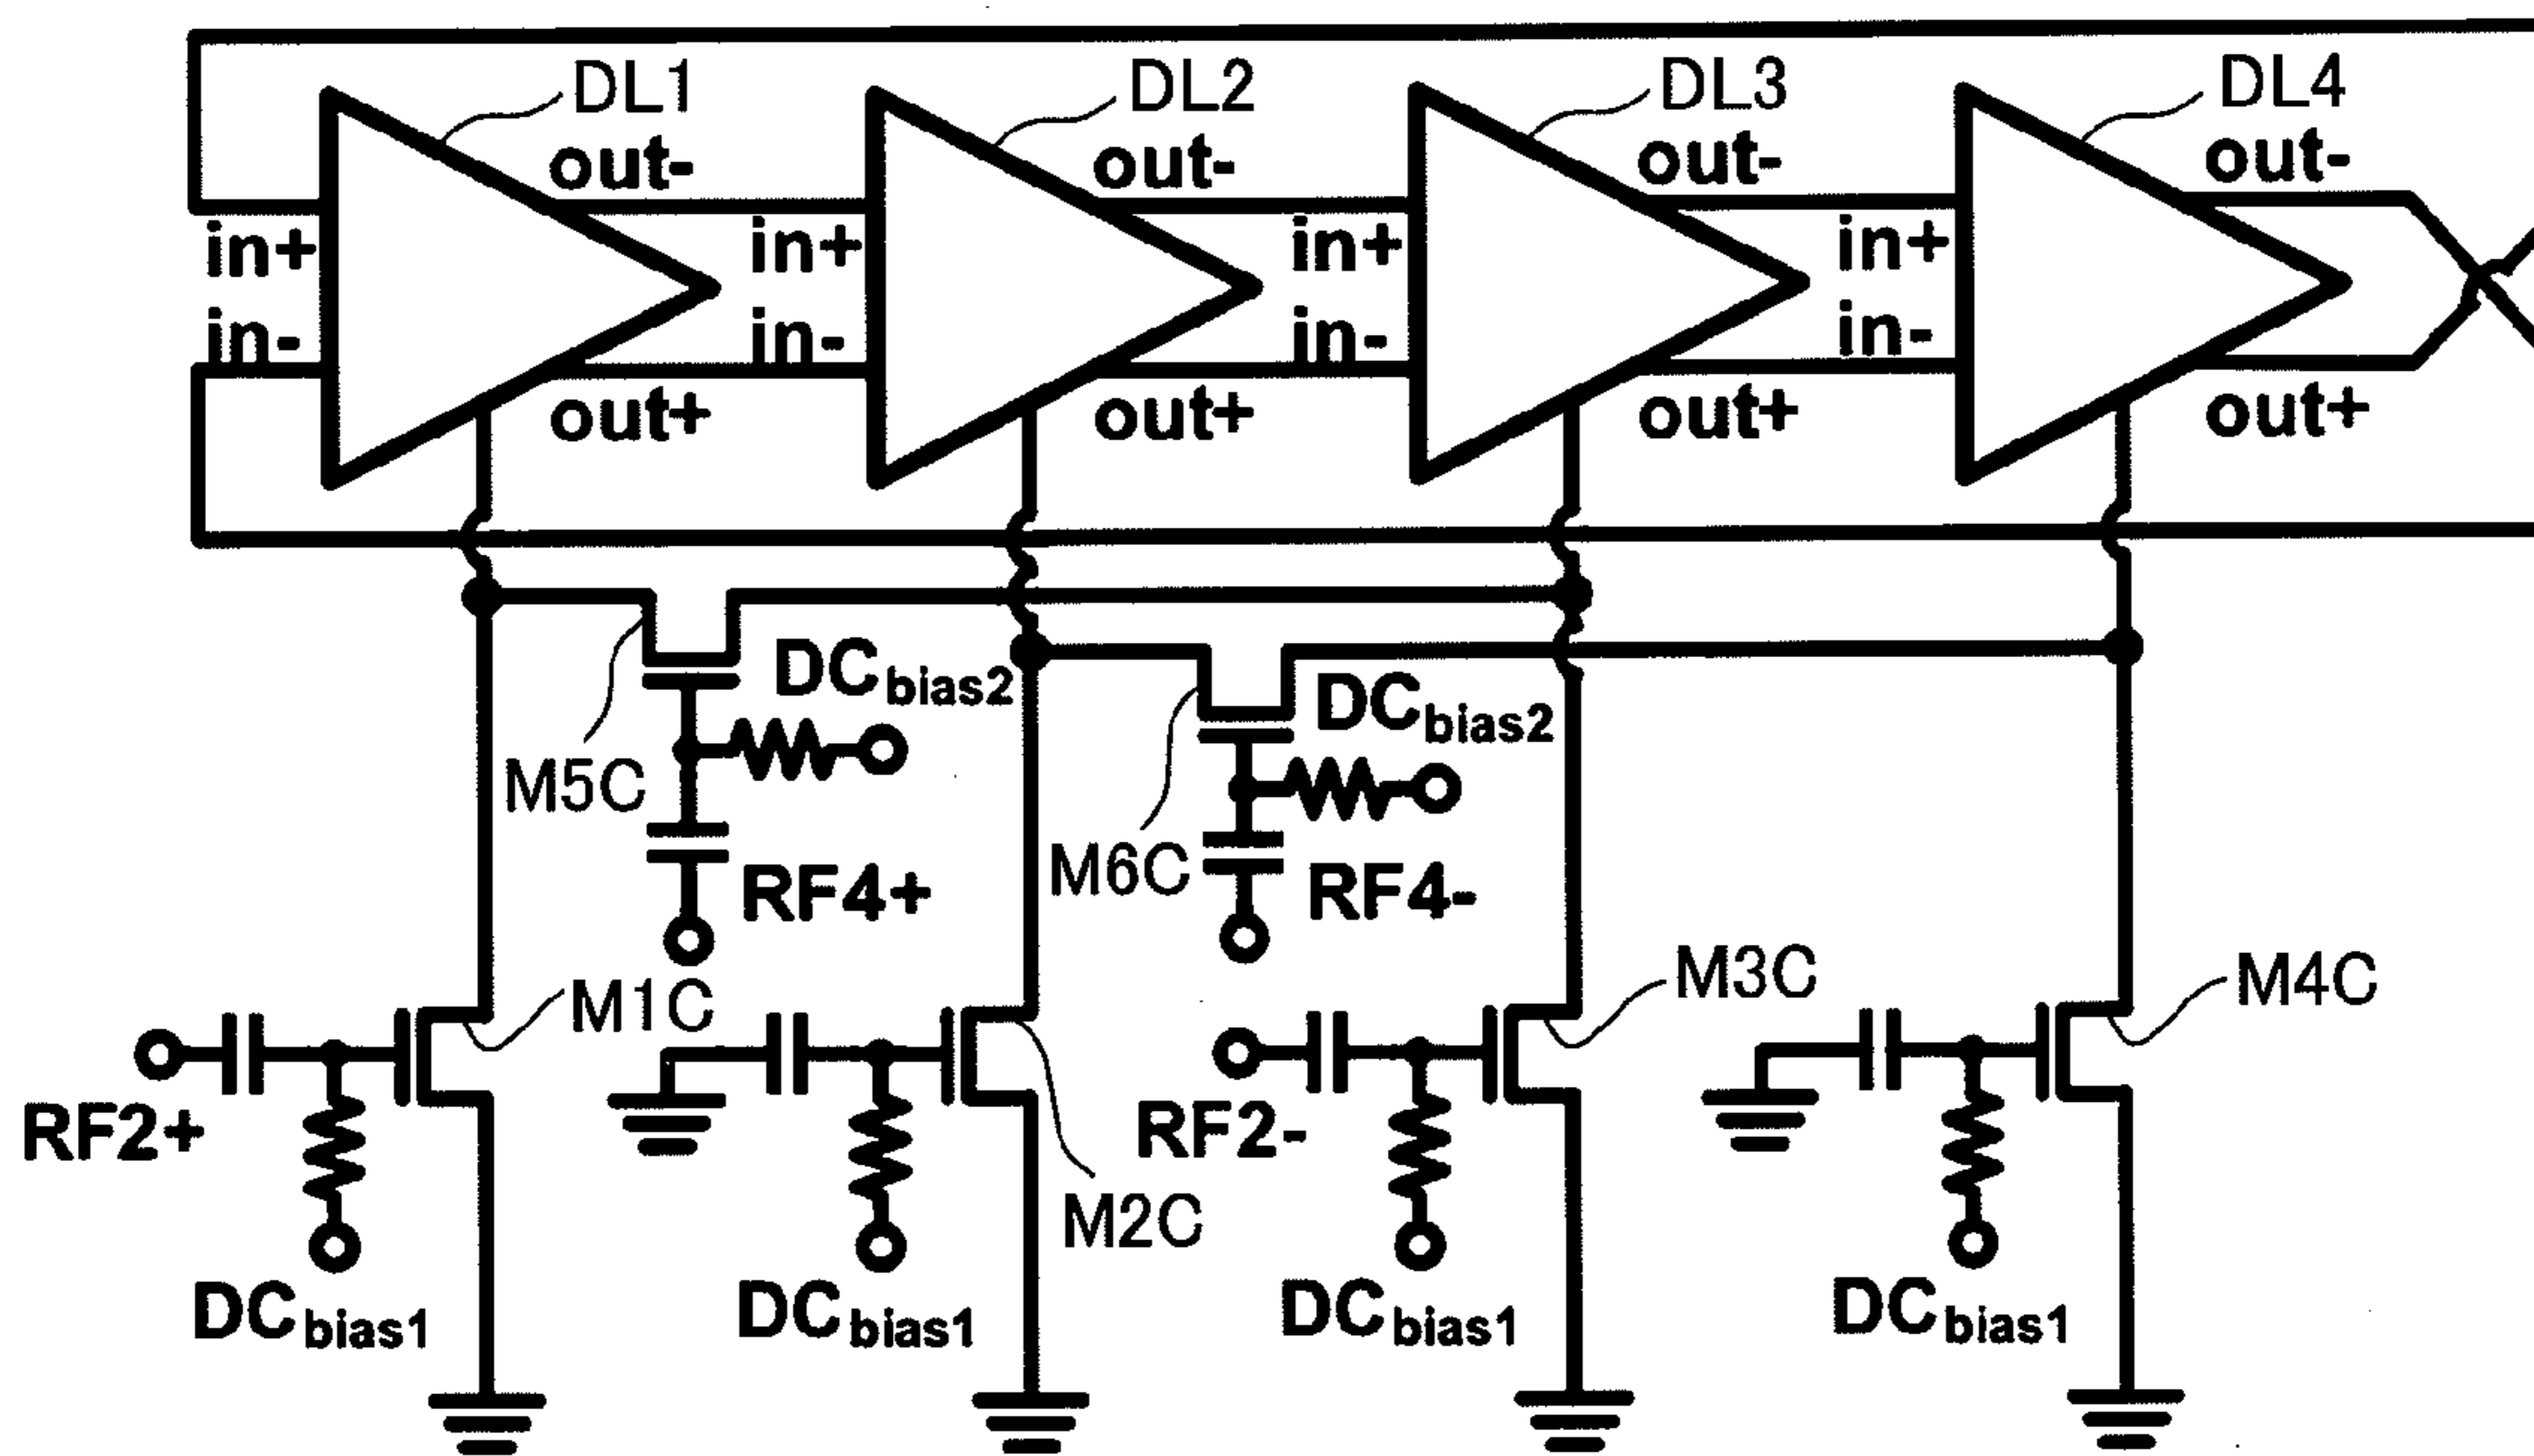 DL1
DL2
DL3
DL4
out-
out-
out-
out-
in+
in+
in+
in+
in-
in-
in-
in-
out+
out+
out+
out+
DCbias2
DCbias2
M5C
M6C
RF4+
RF4-
M1C
M3C
M4C
RF2+
RF2-
M2C
DCbias1
DCbias1
DCbias1
DCbias1